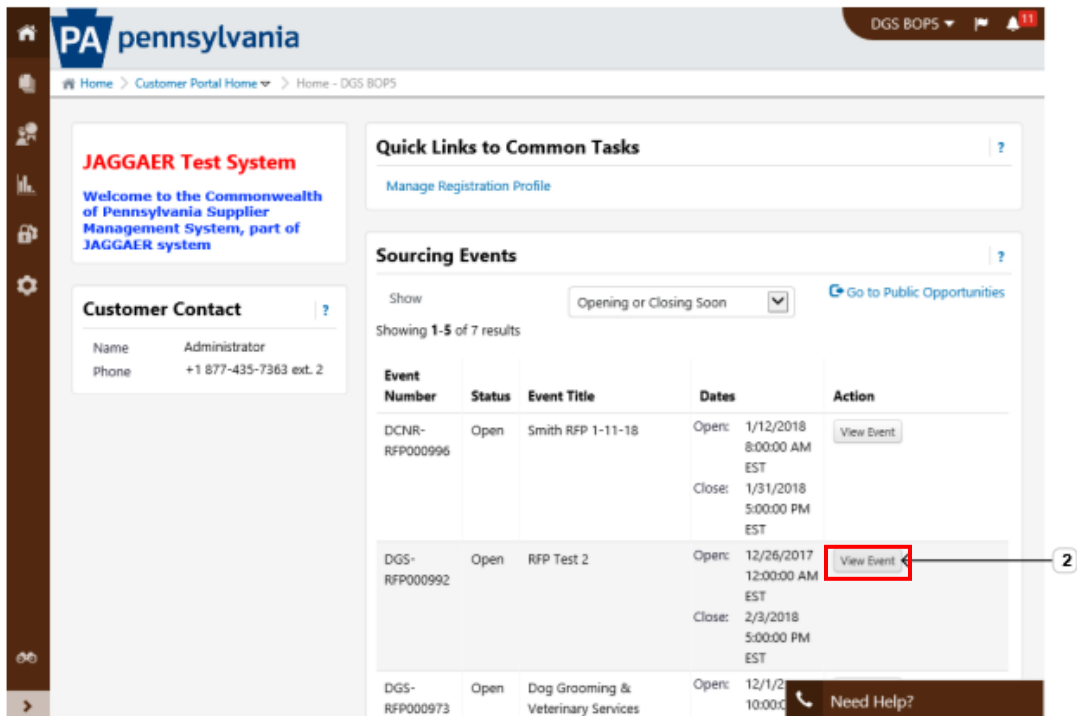 PA pennsylvania
DGS BOP5
11
Home > Customer Portal Home > Home - DGS BOP5
JAGGAER Test System
Welcome to the Commonwealth
of Pennsylvania Supplier
Management System, part of
JAGGAER system
Customer Contact ?
Name Administrator
Phone +1 877-435-7363 ext. 2
Quick Links to Common Tasks ?
Manage Registration Profile
Sourcing Events ?
Show Opening or Closing Soon Go to Public Opportunities
Showing 1-5 of 7 results
Event
Number Status Event Title Dates Action
DCNR- Open Smith RFP 1-11-18 Open: 1/12/2018 View Event
RFP000996 8:00:00 AM
EST
Close: 1/31/2018
5:00:00 PM
EST
DGS- Open RFP Test 2 Open: 12/26/2017 View Event 2
RFP000992 12:00:00 AM
EST
Close: 2/3/2018
5:00:00 PM
EST
DGS- Open Dog Grooming & Open: 12/1/2
RFP000973 Veterinary Services 10:00:
Need Help?